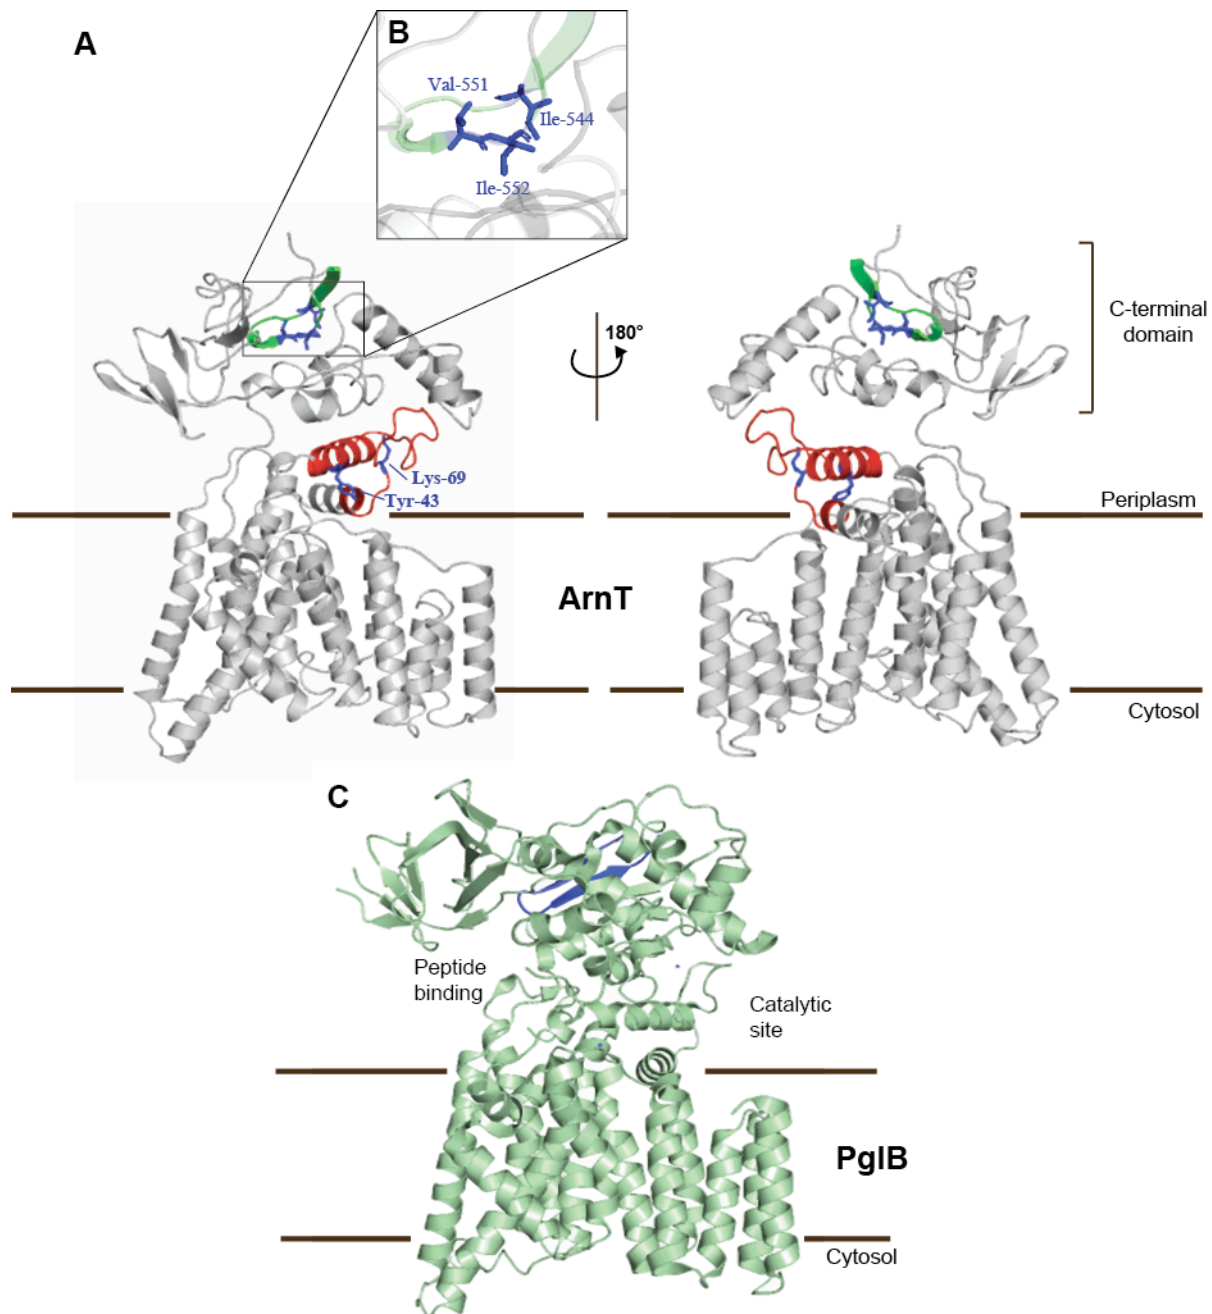 A
B
Val-551
Ile-544
Ile-552
180°
C-terminal
domain
Lys-69
Tyr-43
Periplasm
ArnT
Cytosol
C
Peptide
binding
Catalytic
site
PglB
Cytosol